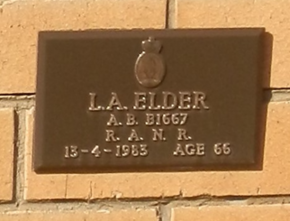 L.A. ELDER
A.B. B1667
R.A.N.R.
13-4-1983 AGE 66